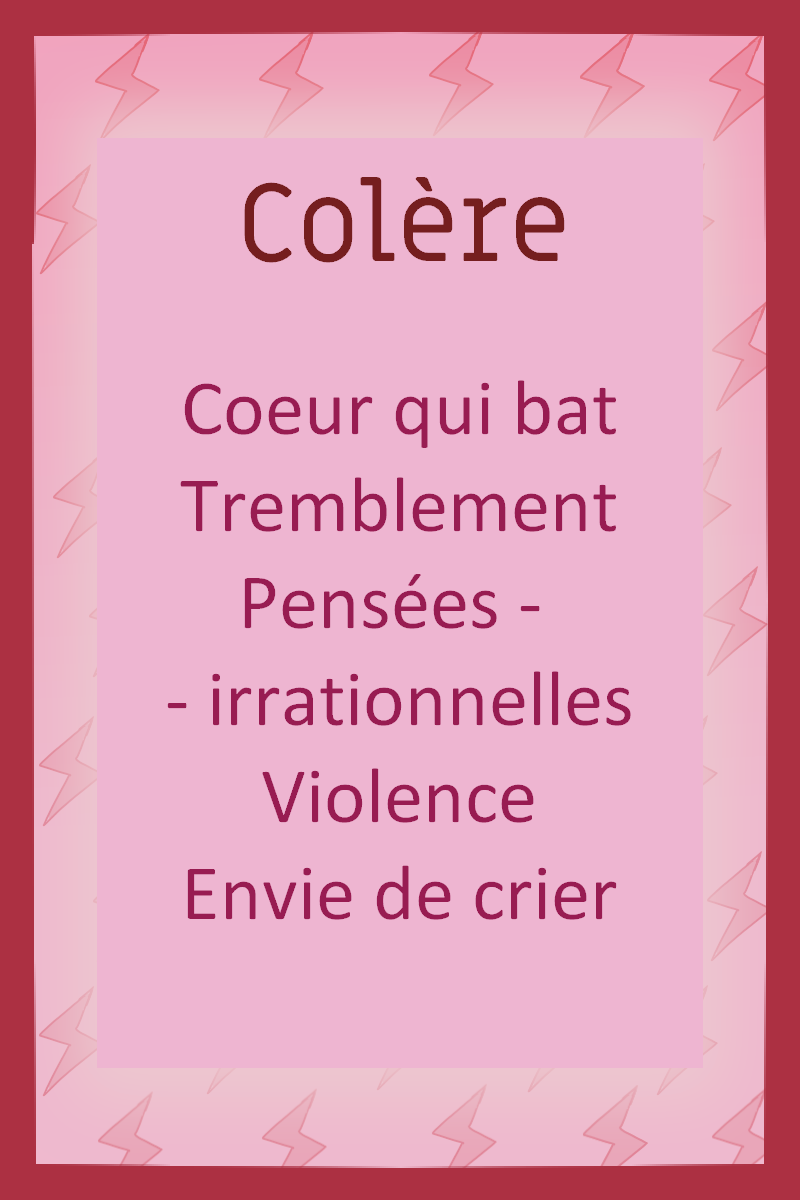 Colère
Coeur qui bat
Tremblement
Pensées -
- irrationnelles
Violence
Envie de crier